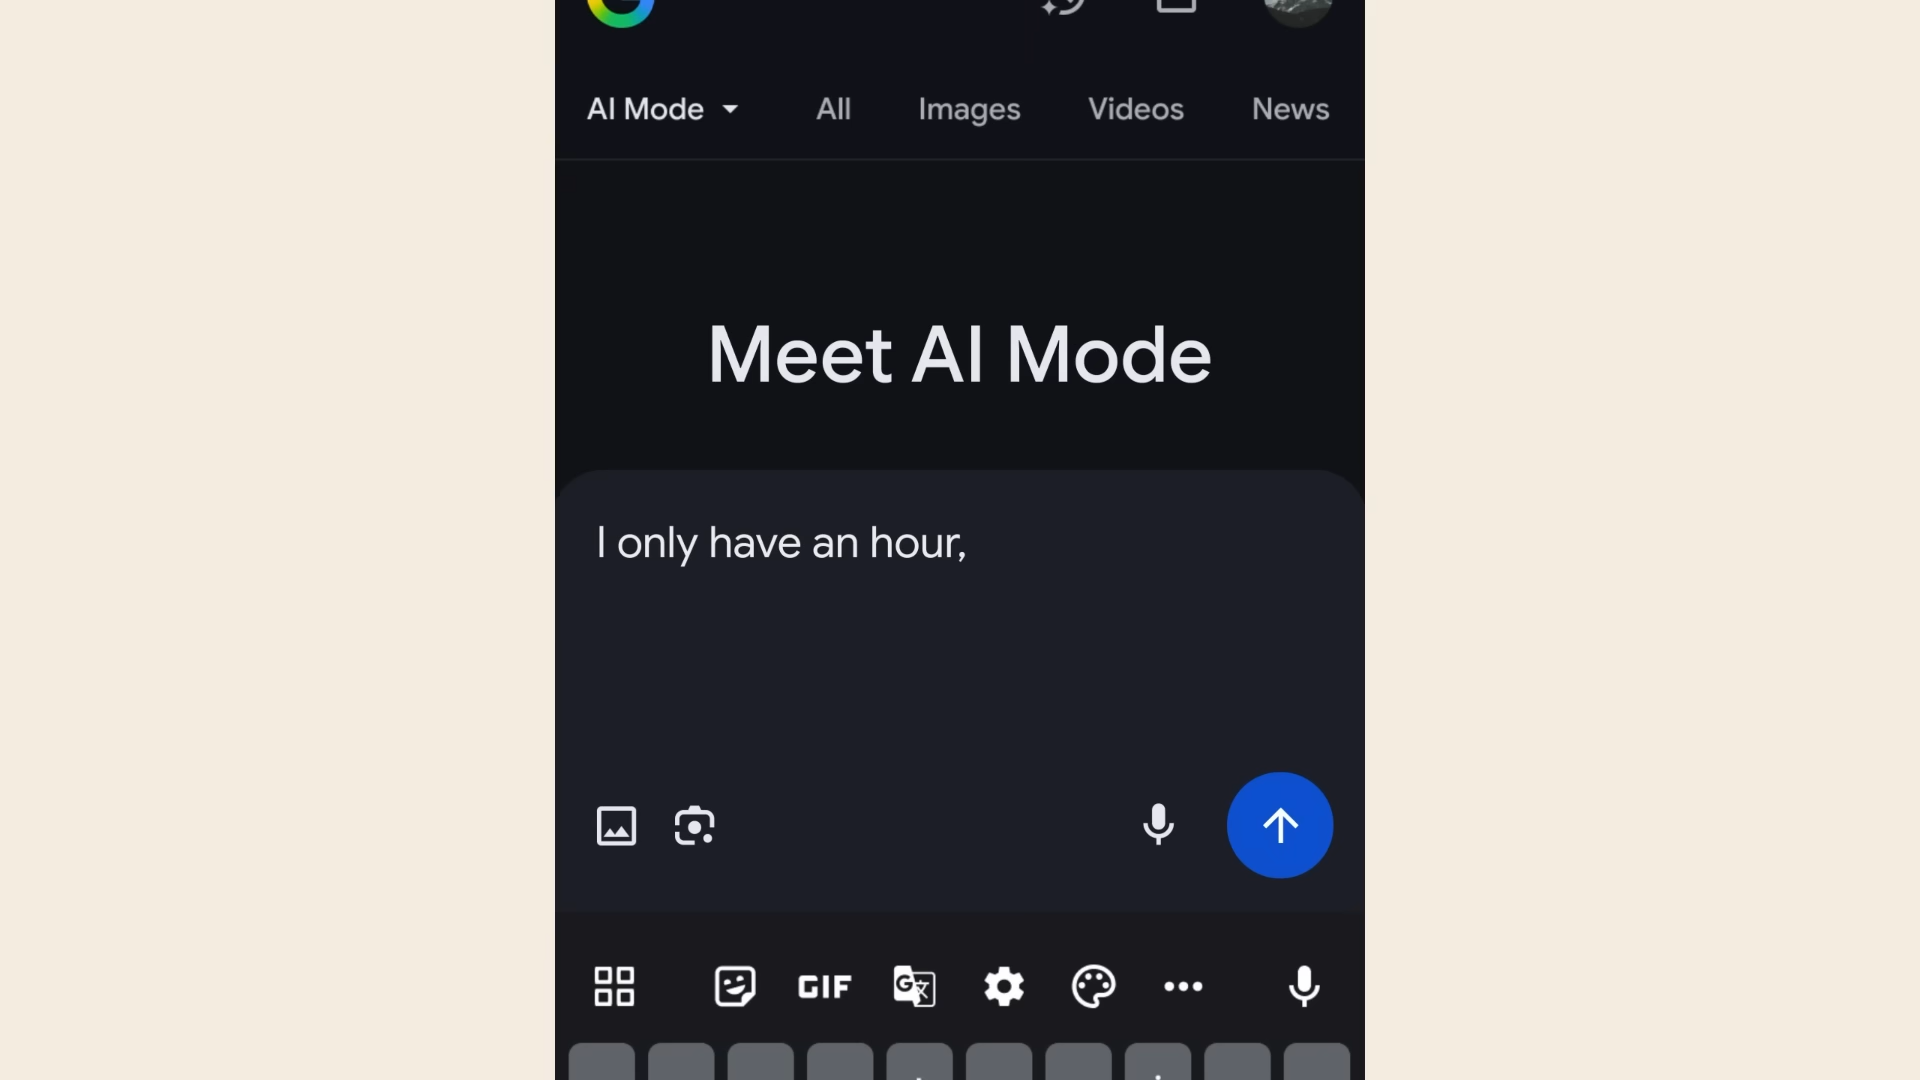 AI Mode All Images Videos News
Meet AI Mode
I only have an hour,
GIF